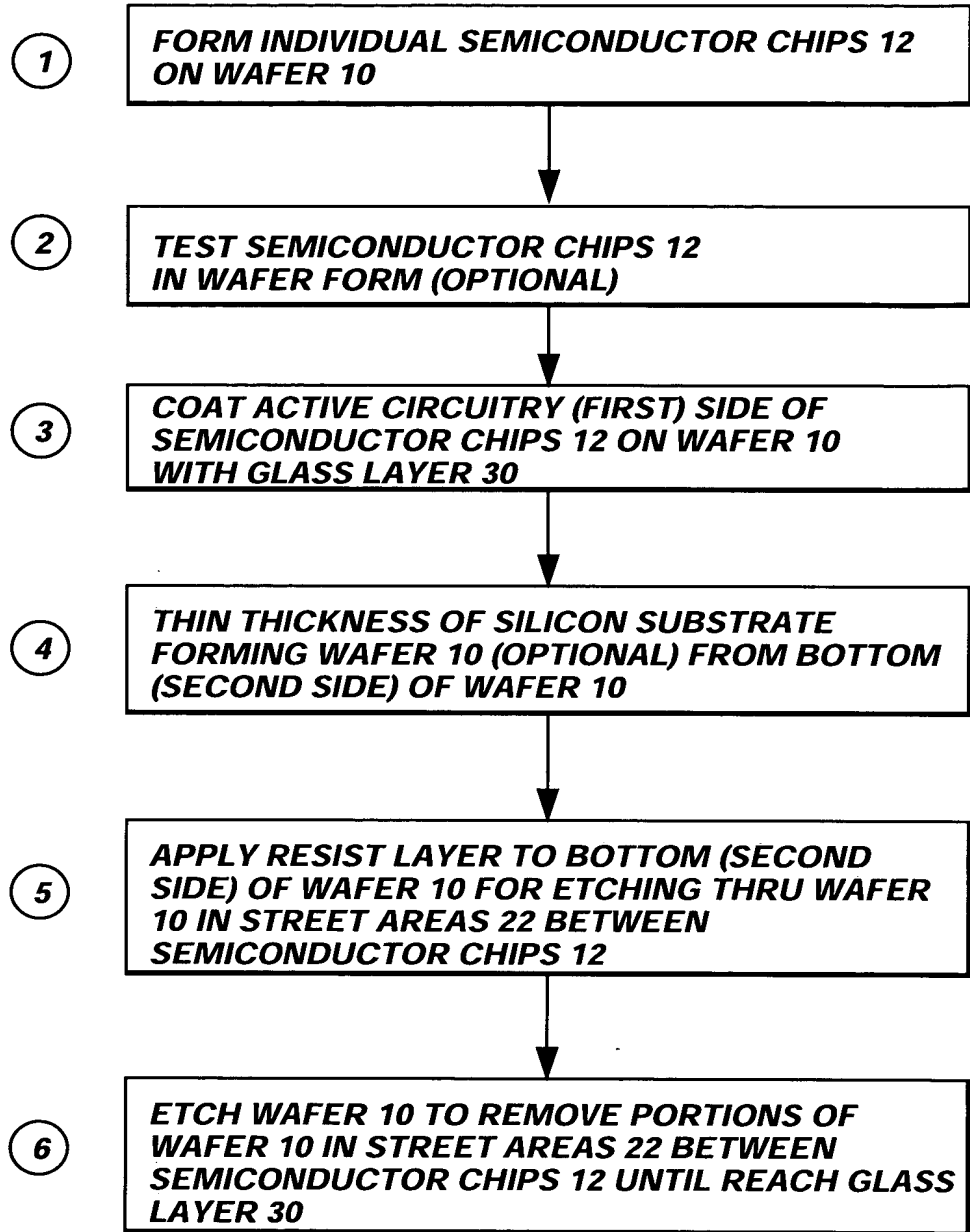 1
FORM INDIVIDUAL SEMICONDUCTOR CHIPS 12
ON WAFER 10
2
TEST SEMICONDUCTOR CHIPS 12
IN WAFER FORM (OPTIONAL)
3
COAT ACTIVE CIRCUITRY (FIRST) SIDE OF
SEMICONDUCTOR CHIPS 12 ON WAFER 10
WITH GLASS LAYER 30
4
THIN THICKNESS OF SILICON SUBSTRATE
FORMING WAFER 10 (OPTIONAL) FROM BOTTOM
(SECOND SIDE) OF WAFER 10
5
APPLY RESIST LAYER TO BOTTOM (SECOND
SIDE) OF WAFER 10 FOR ETCHING THRU WAFER
10 IN STREET AREAS 22 BETWEEN
SEMICONDUCTOR CHIPS 12
6
ETCH WAFER 10 TO REMOVE PORTIONS OF
WAFER 10 IN STREET AREAS 22 BETWEEN
SEMICONDUCTOR CHIPS 12 UNTIL REACH GLASS
LAYER 30